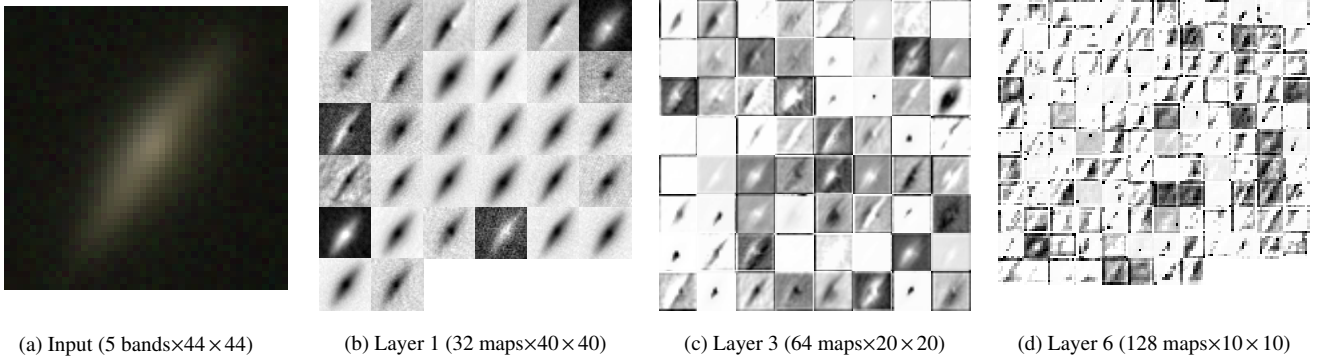 (a) Input (5 bands×44×44)
(b) Layer 1 (32 maps×40×40)
(c) Layer 3 (64 maps×20×20)
(d) Layer 6 (128 maps×10×10)